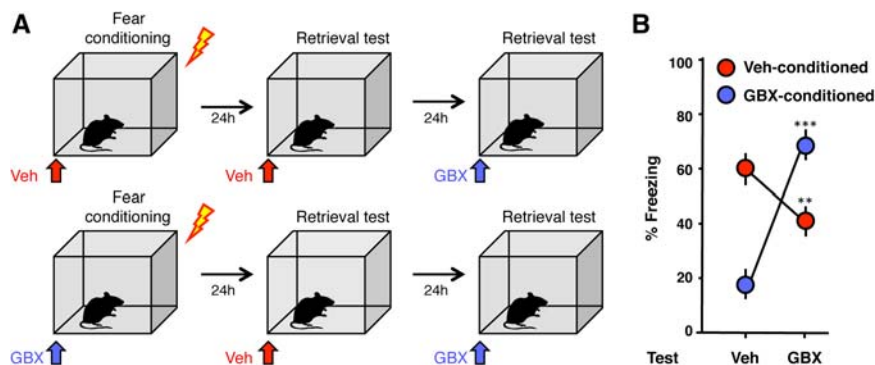 A
Fear
conditioning
Retrieval test
Retrieval test
24h
24h
Veh
Veh
GBX
Fear
conditioning
Retrieval test
Retrieval test
24h
24h
GBX
Veh
GBX
B
100
80
60
40
20
0
% Freezing
Veh-conditioned
GBX-conditioned
***
**
Test Veh GBX